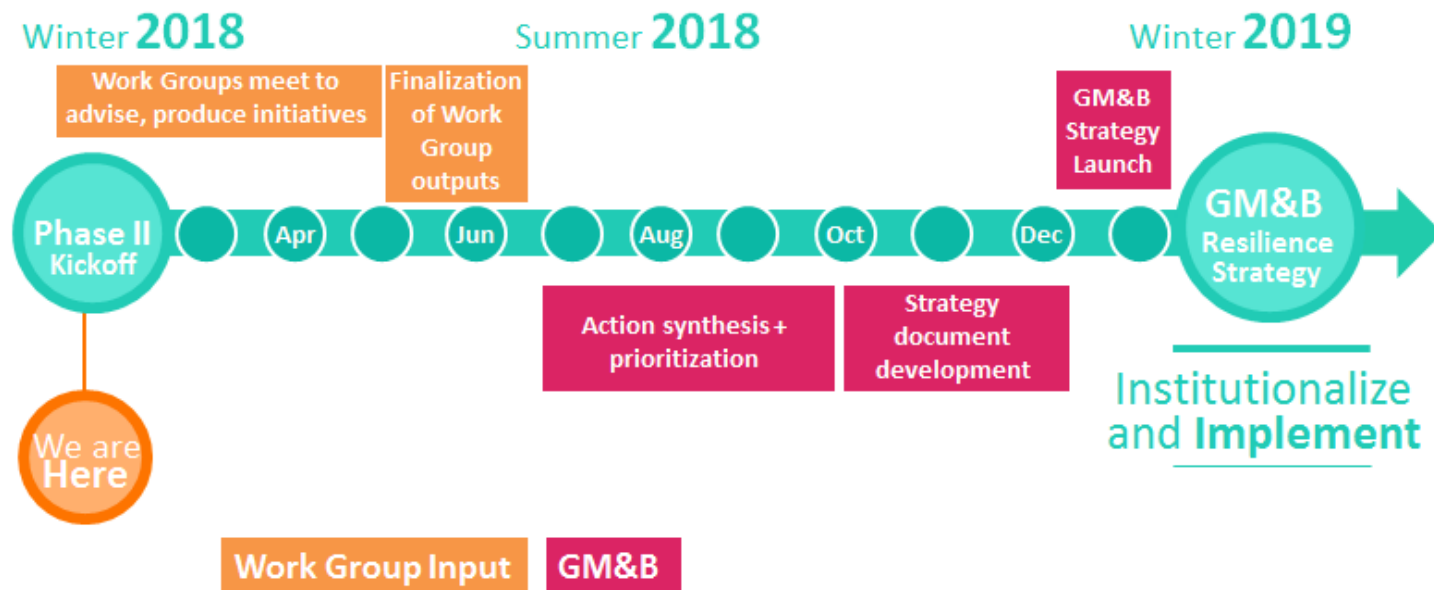 Winter 2018
Summer 2018
Winter 2019
Work Groups meet to
advise, produce initiatives
Finalization
of Work
Group
outputs
GM&B
Strategy
Launch
Phase II
Kickoff
Apr
Jun
Aug
Oct
Dec
GM&B
Resilience
Strategy
Action synthesis +
prioritization
Strategy
document
development
Institutionalize
and Implement
We are
Here
Work Group Input
GM&B